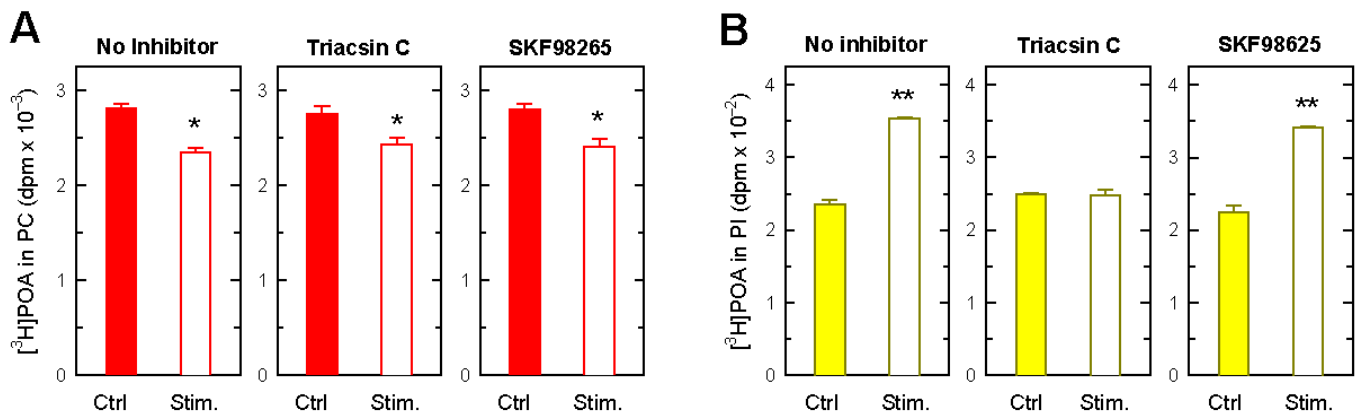 A
No Inhibitor
Triacsin C
SKF98265
[³H]POA in PC (dpm x 10⁻³)
3
2
1
0
*
Ctrl
Stim.
3
2
1
0
*
Ctrl
Stim.
3
2
1
0
*
Ctrl
Stim.
B
No inhibitor
Triacsin C
SKF98625
[³H]POA in PI (dpm x 10⁻²)
4
3
2
1
0
**
Ctrl
Stim.
4
3
2
1
0
Ctrl
Stim.
4
3
2
1
0
**
Ctrl
Stim.